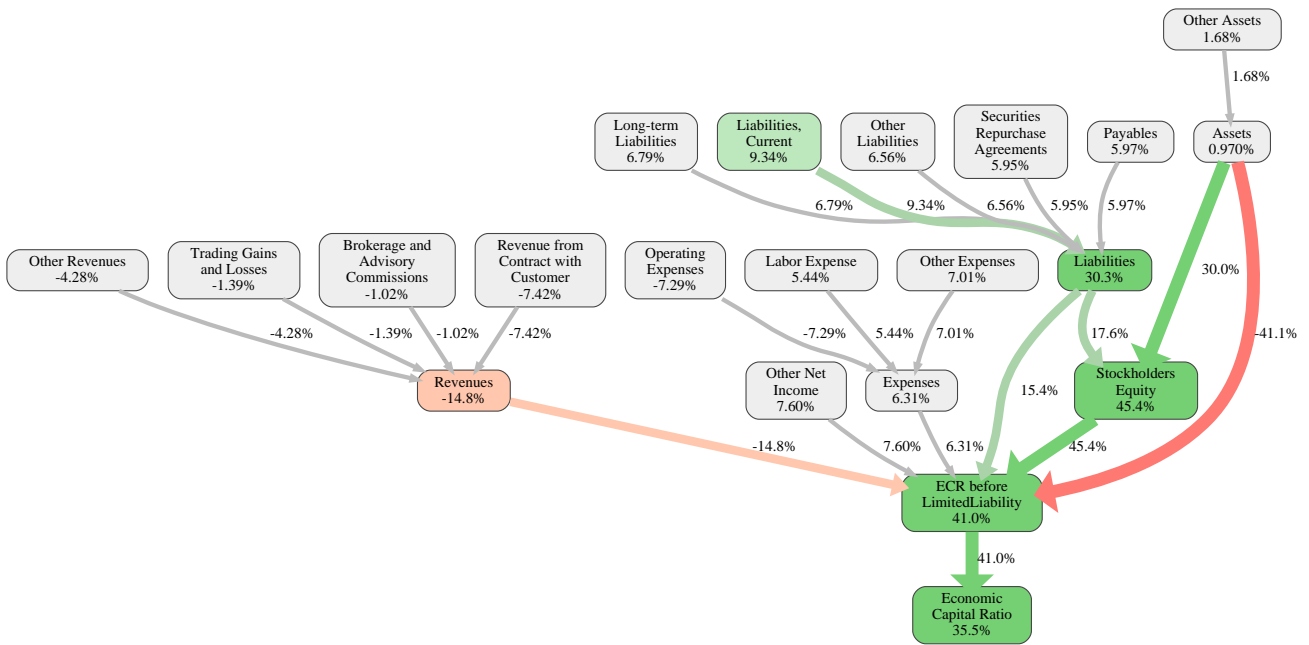 Other Assets
1.68%
1.68%
Long-term
Liabilities
6.79%
Liabilities,
Current
9.34%
Other
Liabilities
6.56%
Securities
Repurchase
Agreements
5.95%
Payables
5.97%
Assets
0.970%
6.79%
9.34%
6.56%
5.95%
5.97%
Other Revenues
-4.28%
Trading Gains
and Losses
-1.39%
Brokerage and
Advisory
Commissions
-1.02%
Revenue from
Contract with
Customer
-7.42%
Operating
Expenses
-7.29%
Labor Expense
5.44%
Other Expenses
7.01%
Liabilities
30.3%
30.0%
-4.28%
-1.39%
-1.02%
-7.42%
-7.29%
5.44%
7.01%
17.6%
-41.1%
Revenues
-14.8%
Other Net
Income
7.60%
Expenses
6.31%
15.4%
Stockholders
Equity
45.4%
-14.8%
7.60%
6.31%
45.4%
ECR before
LimitedLiability
41.0%
41.0%
Economic
Capital Ratio
35.5%